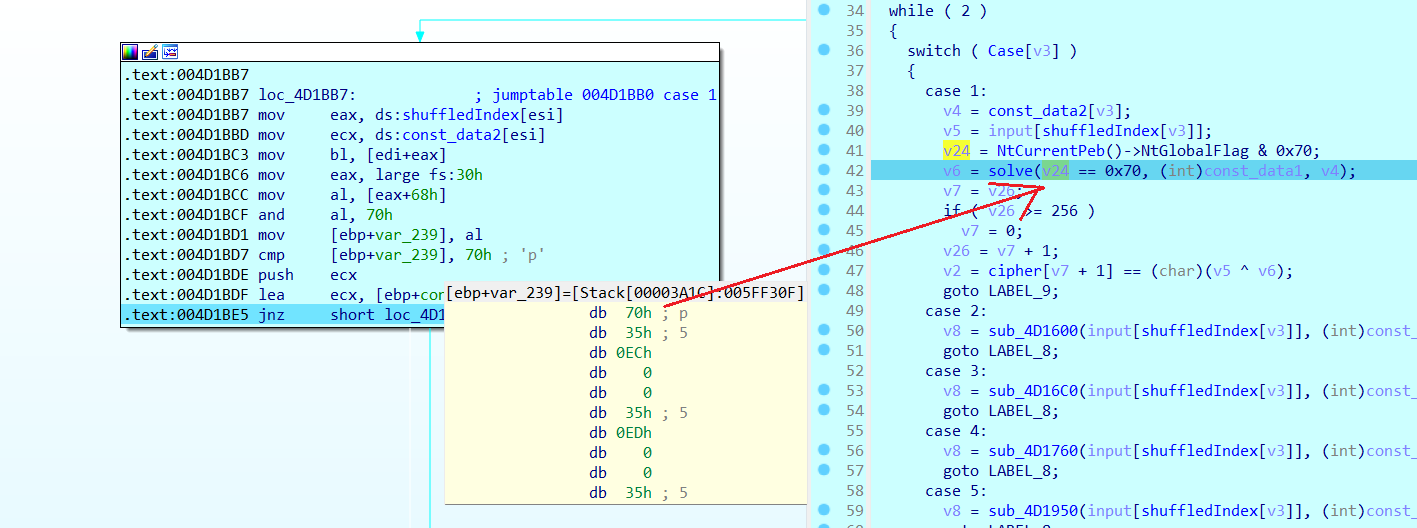 .text:004D1BB7
.text:004D1BB7 loc_4D1BB7: ; jumptable 004D1BB0 case 1
.text:004D1BB7 mov eax, ds:shuffledIndex[esi]
.text:004D1BBD mov ecx, ds:const_data2[esi]
.text:004D1BC3 mov bl, [edi+eax]
.text:004D1BC6 mov eax, large fs:30h
.text:004D1BCC mov al, [eax+68h]
.text:004D1BCF and al, 70h
.text:004D1BD1 mov [ebp+var_239], al
.text:004D1BD7 cmp [ebp+var_239], 70h ; 'p'
.text:004D1BDE push ecx
.text:004D1BDF lea ecx, [ebp+con
.text:004D1BE5 jnz short loc_4D1
[ebp+var_239]=[Stack[00003A1C]:005FF30F]
db 70h ; p
db 35h ; 5
db 0ECh
db 0
db 0
db 35h ; 5
db 0EDh
db 0
db 0
db 35h ; 5
34 while ( 2 )
35 {
36 switch ( Case[v3] )
37 {
38 case 1:
39 v4 = const_data2[v3];
40 v5 = input[shuffledIndex[v3]];
41 v24 = NtCurrentPeb()->NtGlobalFlag & 0x70;
42 v6 = solve(v24 == 0x70, (int)const_data1, v4);
43 v7 = v26;
44 if ( v26 >= 256 )
45 v7 = 0;
46 v26 = v7 + 1;
47 v2 = cipher[v7 + 1] == (char)(v5 ^ v6);
48 goto LABEL_9;
49 case 2:
50 v8 = sub_4D1600(input[shuffledIndex[v3]], (int)const_
51 goto LABEL_8;
52 case 3:
53 v8 = sub_4D16C0(input[shuffledIndex[v3]], (int)const_
54 goto LABEL_8;
55 case 4:
56 v8 = sub_4D1760(input[shuffledIndex[v3]], (int)const_
57 goto LABEL_8;
58 case 5:
59 v8 = sub_4D1950(input[shuffledIndex[v3]], (int)const_